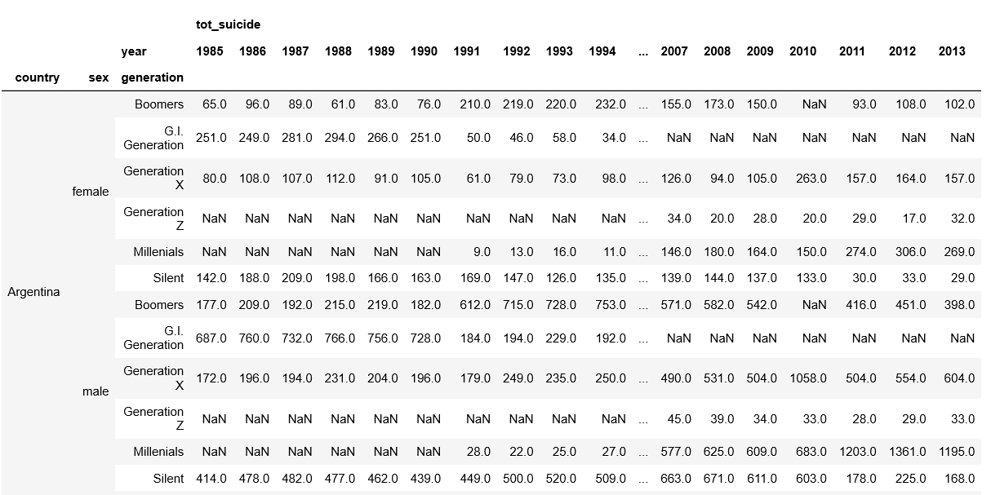 tot_suicide
year 1985 1986 1987 1988 1989 1990 1991 1992 1993 1994 ... 2007 2008 2009 2010 2011 2012 2013
country sex generation
Boomers 65.0 96.0 89.0 61.0 83.0 76.0 210.0 219.0 220.0 232.0 ... 155.0 173.0 150.0 NaN 93.0 108.0 102.0
G.I.
Generation 251.0 249.0 281.0 294.0 266.0 251.0 50.0 46.0 58.0 34.0 ... NaN NaN NaN NaN NaN NaN NaN
Generation
X 80.0 108.0 107.0 112.0 91.0 105.0 61.0 79.0 73.0 98.0 ... 126.0 94.0 105.0 263.0 157.0 164.0 157.0
female
Generation
Z NaN NaN NaN NaN NaN NaN NaN NaN NaN NaN ... 34.0 20.0 28.0 20.0 29.0 17.0 32.0
Millenials NaN NaN NaN NaN NaN NaN 9.0 13.0 16.0 11.0 ... 146.0 180.0 164.0 150.0 274.0 306.0 269.0
Silent 142.0 188.0 209.0 198.0 166.0 163.0 169.0 147.0 126.0 135.0 ... 139.0 144.0 137.0 133.0 30.0 33.0 29.0
Argentina
Boomers 177.0 209.0 192.0 215.0 219.0 182.0 612.0 715.0 728.0 753.0 ... 571.0 582.0 542.0 NaN 416.0 451.0 398.0
G.I.
Generation 687.0 760.0 732.0 766.0 756.0 728.0 184.0 194.0 229.0 192.0 ... NaN NaN NaN NaN NaN NaN NaN
Generation
X 172.0 196.0 194.0 231.0 204.0 196.0 179.0 249.0 235.0 250.0 ... 490.0 531.0 504.0 1058.0 504.0 554.0 604.0
male
Generation
Z NaN NaN NaN NaN NaN NaN NaN NaN NaN NaN ... 45.0 39.0 34.0 33.0 28.0 29.0 33.0
Millenials NaN NaN NaN NaN NaN NaN 28.0 22.0 25.0 27.0 ... 577.0 625.0 609.0 683.0 1203.0 1361.0 1195.0
Silent 414.0 478.0 482.0 477.0 462.0 439.0 449.0 500.0 520.0 509.0 ... 663.0 671.0 611.0 603.0 178.0 225.0 168.0